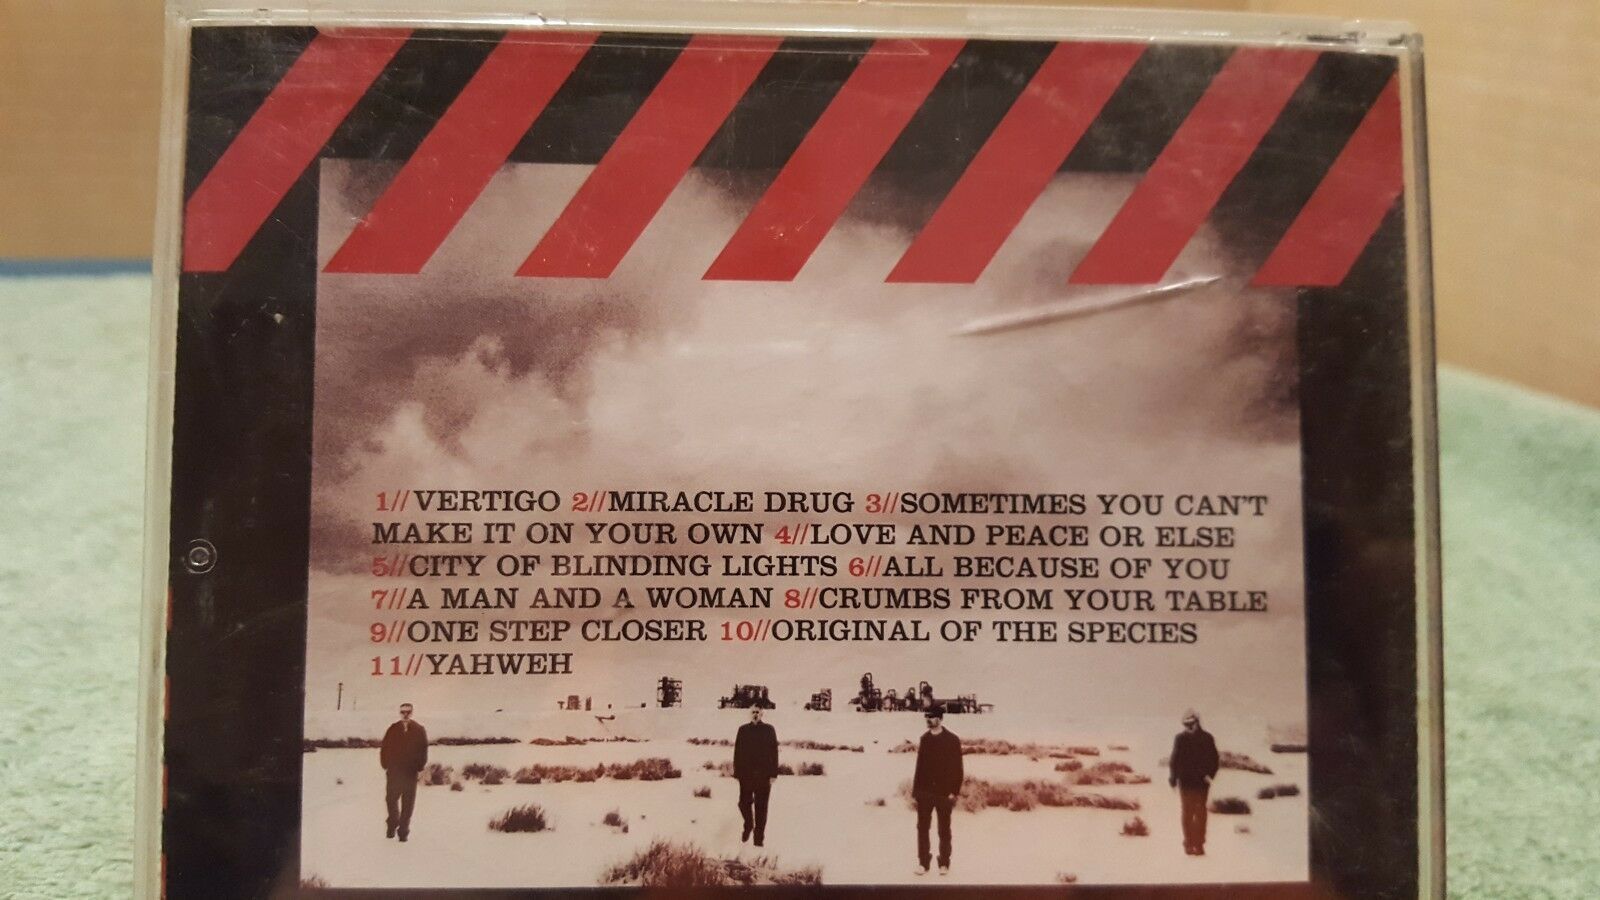 1//VERTIGO 2//MIRACLE DRUG 3//SOMETIMES YOU CAN'T
MAKE IT ON YOUR OWN 4//LOVE AND PEACE OR ELSE
5//CITY OF BLINDING LIGHTS 6//ALL BECAUSE OF YOU
7//A MAN AND A WOMAN 8//CRUMBS FROM YOUR TABLE
9//ONE STEP CLOSER 10//ORIGINAL OF THE SPECIES
11//YAHWEH